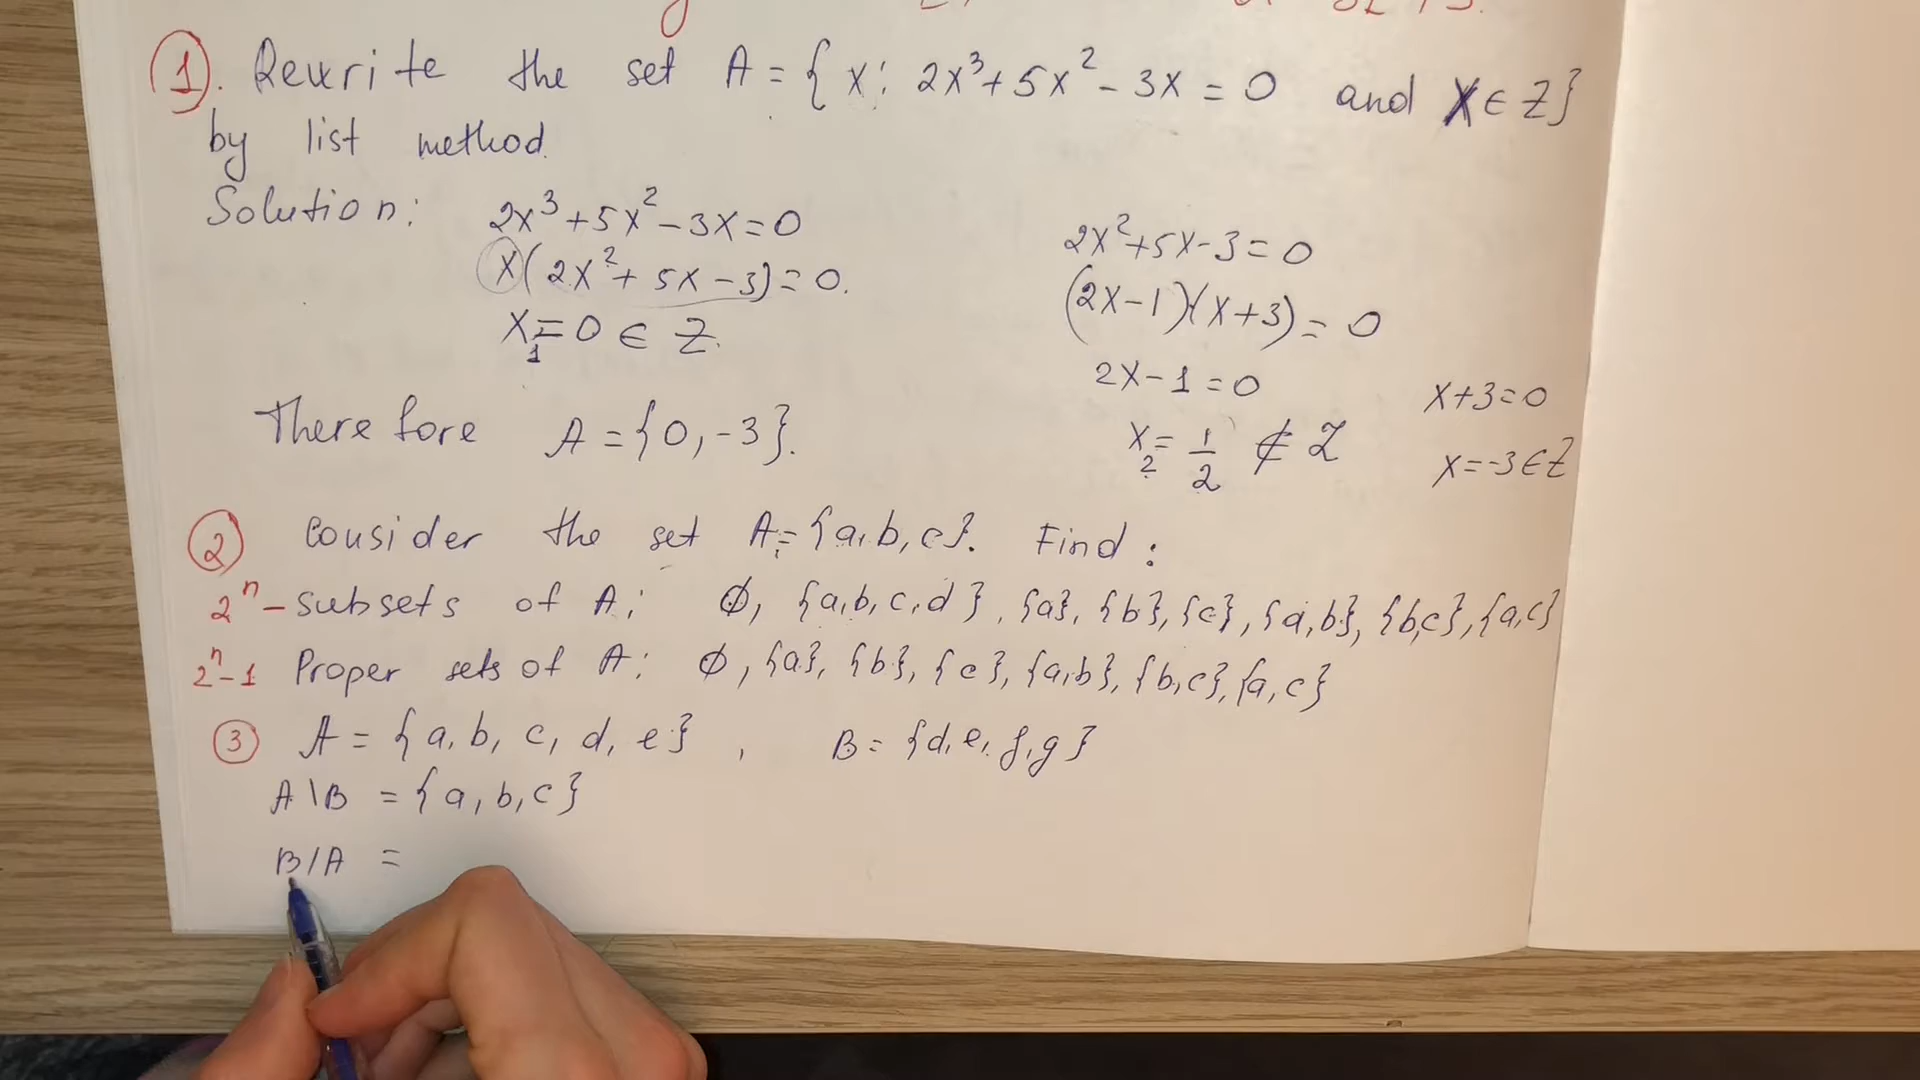 ① . Rewrite the set A = { x : 2x³ + 5x² - 3x = 0 and x ∈ Z }
by list method.
Solution: 2x³ + 5x² - 3x = 0
x ( 2x² + 5x - 3 ) = 0.
x₁ = 0 ∈ Z.
2x² + 5x - 3 = 0
(2x - 1)(x + 3) = 0
2x - 1 = 0 x + 3 = 0
x₂ = 1/2 ∉ Z x = -3 ∈ Z
Therefore A = {0, -3}.
② Consider the set A = {a, b, c}. Find :
2ⁿ - subsets of A: ∅, {a, b, c, d}, {a}, {b}, {c}, {a, b}, {b, c}, {a, c}
2ⁿ-1 Proper sets of A: ∅, {a}, {b}, {c}, {a, b}, {b, c}, {a, c}
③ A = {a, b, c, d, e} , B = {d, e, f, g}
A \ B = {a, b, c}
B / A =